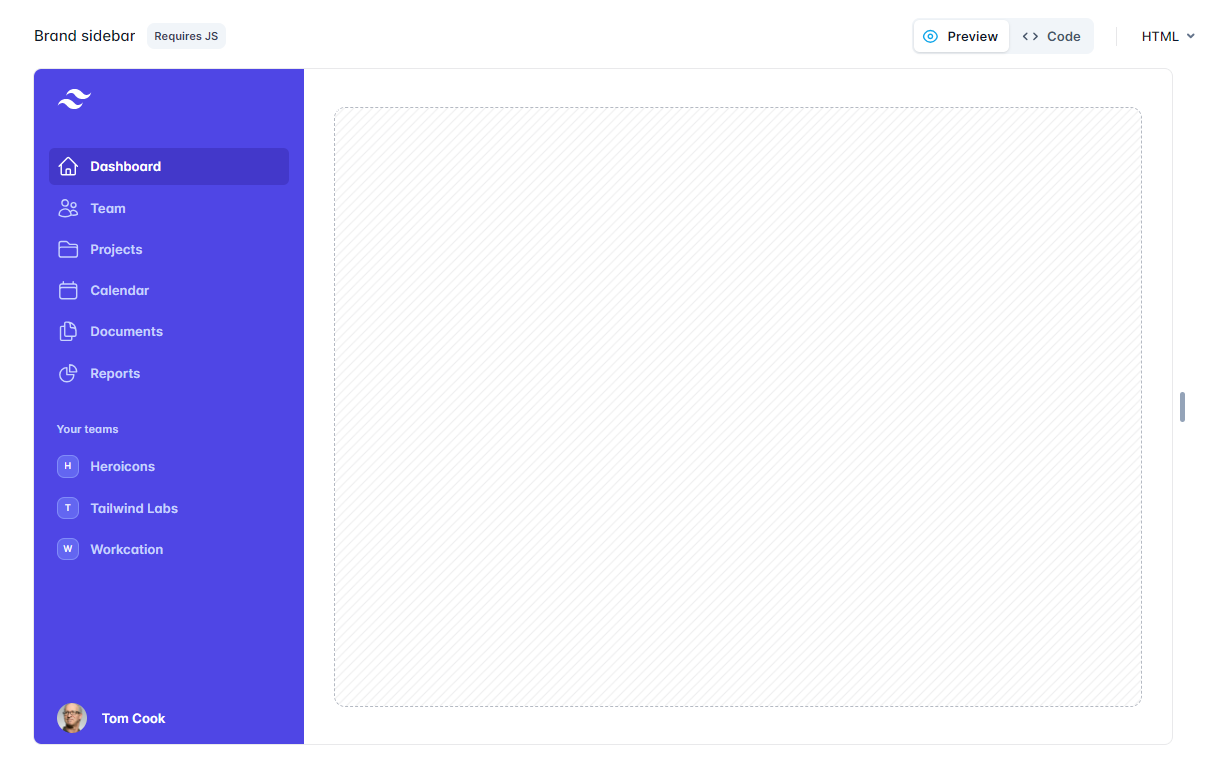 Brand sidebar Requires JS Preview Code HTML
Dashboard
Team
Projects
Calendar
Documents
Reports
Your teams
H Heroicons
T Tailwind Labs
W Workcation
Tom Cook